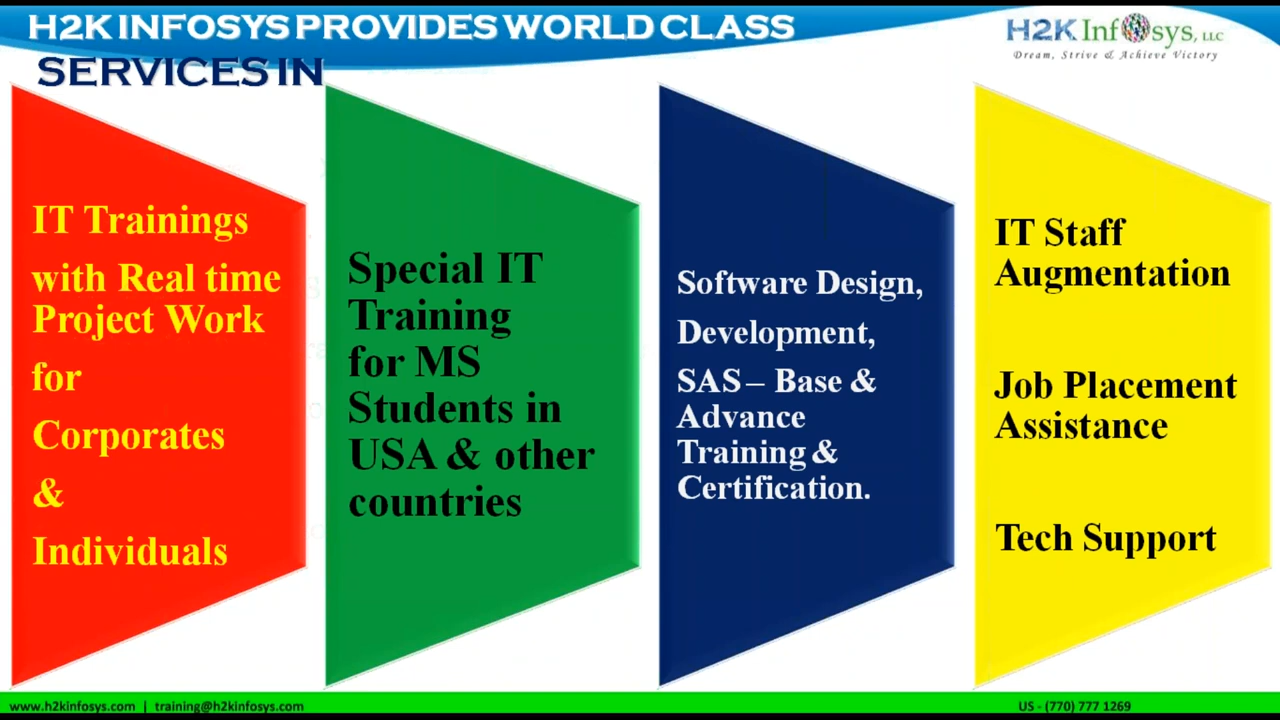 H2K INFOSYS PROVIDES WORLD CLASS
SERVICES IN
H2K Infosys, LLC
Dream, Strive & Achieve Victory
IT Trainings
with Real time
Project Work
for
Corporates
&
Individuals
Special IT
Training
for MS
Students in
USA & other
countries
Software Design,
Development,
SAS – Base &
Advance
Training &
Certification.
IT Staff
Augmentation
Job Placement
Assistance
Tech Support
www.h2kinfosys.com | training@h2kinfosys.com
US - (770) 777 1269